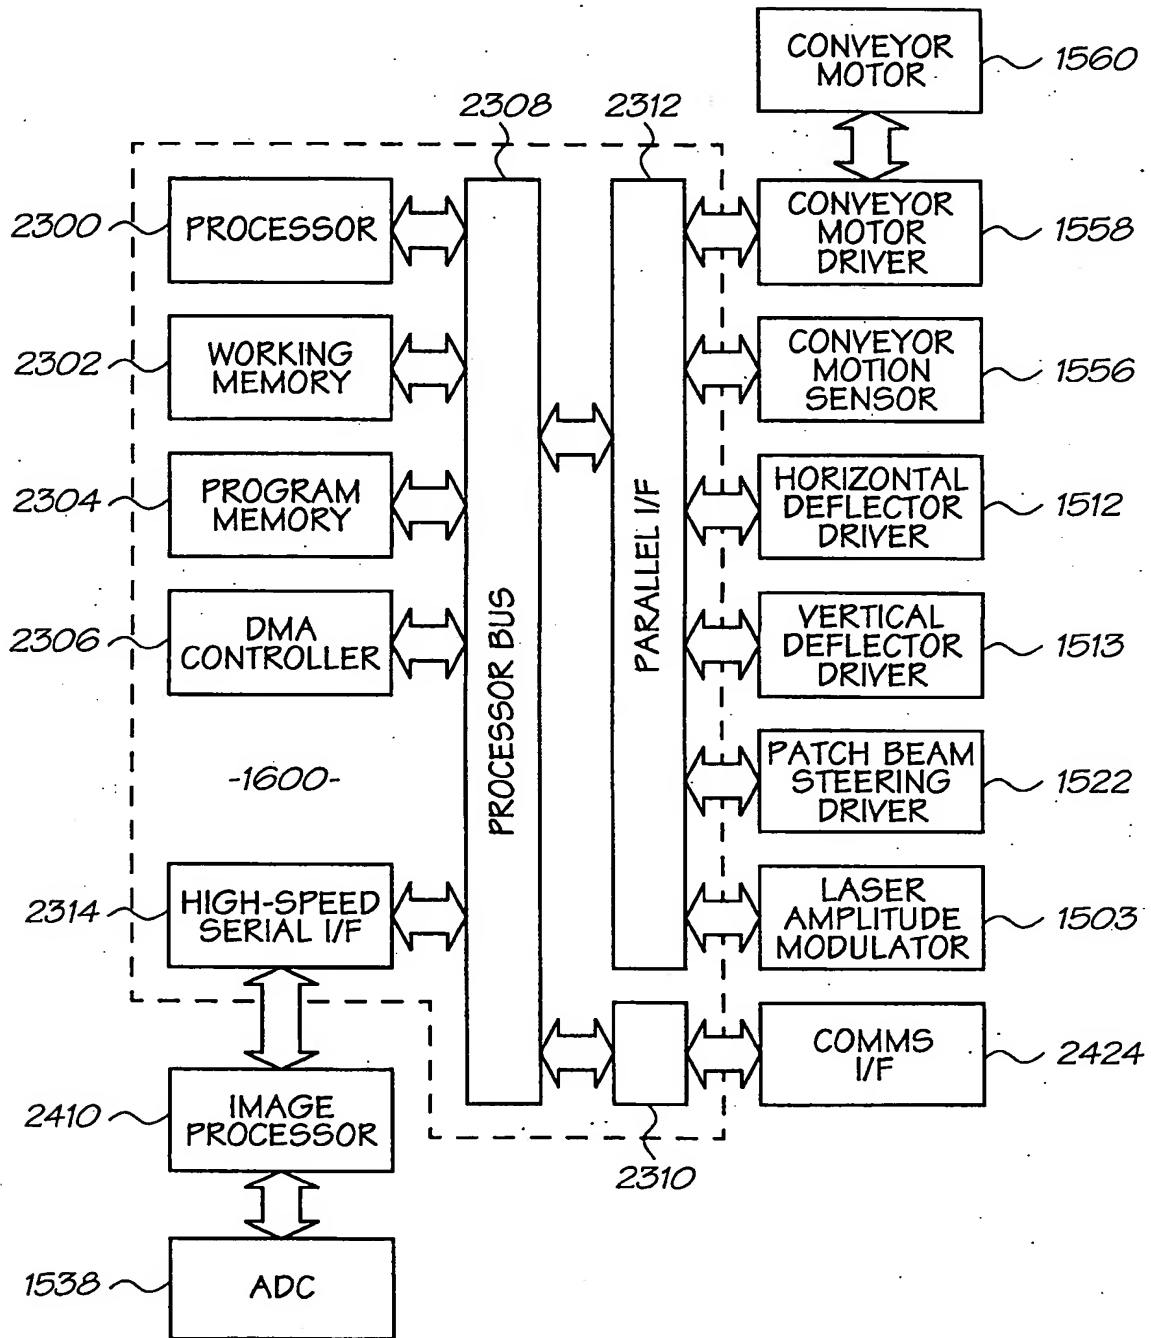 CONVEYOR
MOTOR
1560
2308
2312
2300
PROCESSOR
CONVEYOR
MOTOR
DRIVER
1558
2302
WORKING
MEMORY
CONVEYOR
MOTION
SENSOR
1556
2304
PROGRAM
MEMORY
HORIZONTAL
DEFLECTOR
DRIVER
1512
2306
DMA
CONTROLLER
PROCESSOR BUS
PARALLEL I/F
VERTICAL
DEFLECTOR
DRIVER
1513
-1600-
PATCH BEAM
STEERING
DRIVER
1522
2314
HIGH-SPEED
SERIAL I/F
LASER
AMPLITUDE
MODULATOR
1503
COMMS
I/F
2424
2410
IMAGE
PROCESSOR
2310
1538
ADC